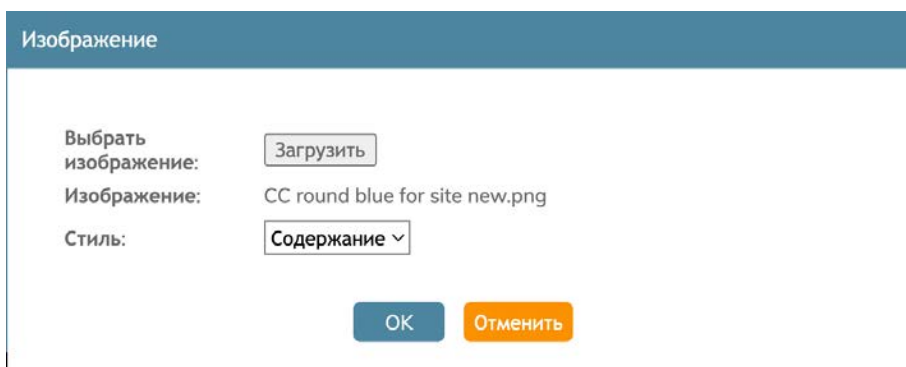 Изображение
Выбрать
изображение:
Загрузить
Изображение:
CC round blue for site new.png
Стиль:
Содержание
OK
Отменить